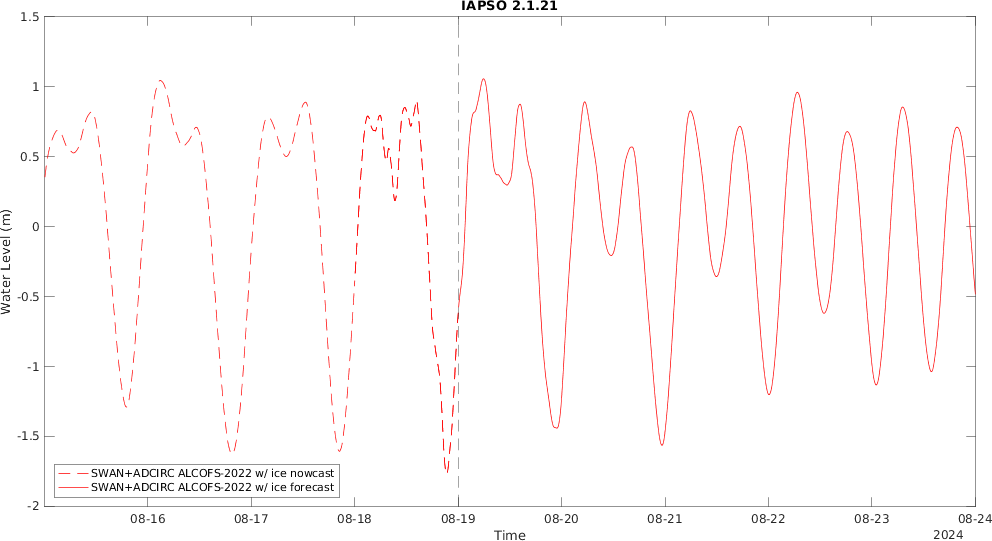 IAPSO 2.1.21
1.5
1
0.5
0
-0.5
-1
-1.5
-2
Water Level (m)
SWAN+ADCIRC ALCOFS-2022 w/ ice nowcast
SWAN+ADCIRC ALCOFS-2022 w/ ice forecast
08-16 08-17 08-18 08-19 08-20 08-21 08-22 08-23 08-24
Time
2024